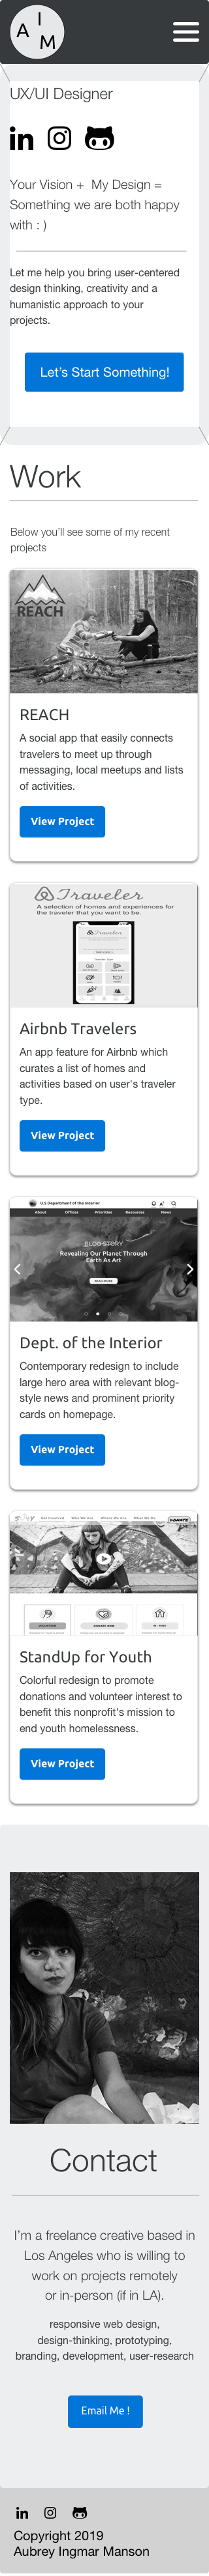 A I M
UX/UI Designer
in
Your Vision + My Design =
Something we are both happy
with : )
Let me help you bring user-centered
design thinking, creativity and a
humanistic approach to your
projects.
Let's Start Something!
Work
Below you'll see some of my recent
projects
REACH
REACH
A social app that easily connects
travelers to meet up through
messaging, local meetups and lists
of activities.
View Project
Traveler
A selection of homes and experiences for
the traveler that you want to be.
Traveler
Airbnb Travelers
An app feature for Airbnb which
curates a list of homes and
activities based on user's traveler
type.
View Project
U.S Department of the Interior
About Offices Priorities Resources News
BLOG STORY
Revealing Our Planet Through
Earth As Art
READ MORE
Dept. of the Interior
Contemporary redesign to include
large hero area with relevant blog-
style news and prominent priority
cards on homepage.
View Project
Get Involved Who We Are Where We Work What We Do DONATE
VOLUNTEER DONATE NOW
StandUp for Youth
Colorful redesign to promote
donations and volunteer interest to
benefit this nonprofit's mission to
end youth homelessness.
View Project
Contact
I'm a freelance creative based in
Los Angeles who is willing to
work on projects remotely
or in-person (if in LA).
responsive web design,
design-thinking, prototyping,
branding, development, user-research
Email Me !
in
Copyright 2019
Aubrey Ingmar Manson